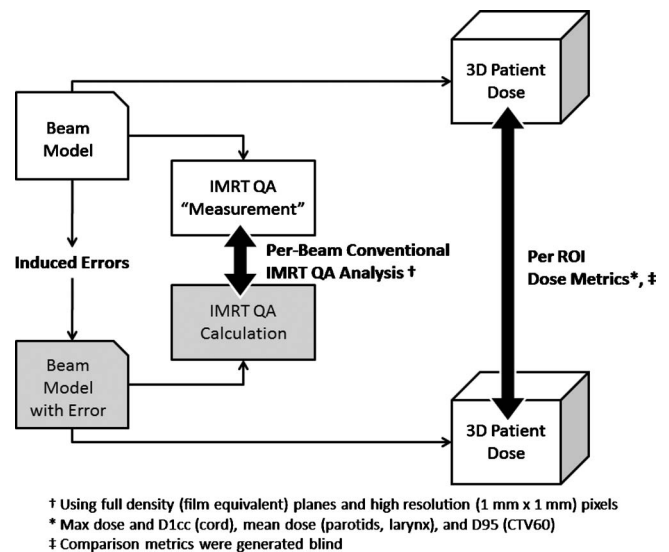 3D Patient
Dose
Beam
Model
IMRT QA
“Measurement”
Induced Errors
Per-Beam Conventional
IMRT QA Analysis †
Per ROI
Dose Metrics*, ‡
IMRT QA
Calculation
Beam
Model
with Error
3D Patient
Dose
† Using full density (film equivalent) planes and high resolution (1 mm x 1 mm) pixels
* Max dose and D1cc (cord), mean dose (parotids, larynx), and D95 (CTV60)
‡ Comparison metrics were generated blind